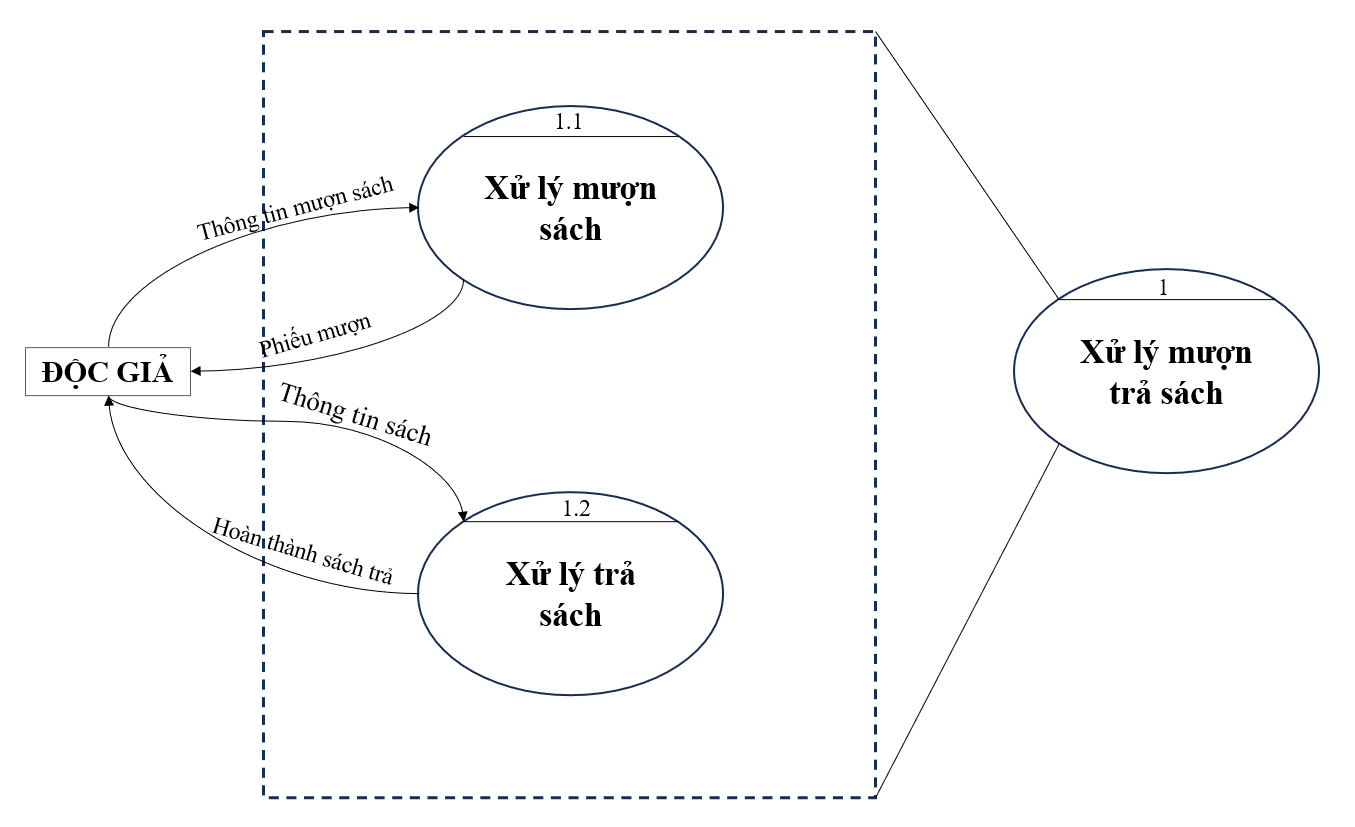 1.1
Xử lý mượn
sách
Thông tin mượn sách
Phiếu mượn
ĐỘC GIẢ
Thông tin sách
Hoàn thành sách trả
1.2
Xử lý trả
sách
1
Xử lý mượn
trả sách